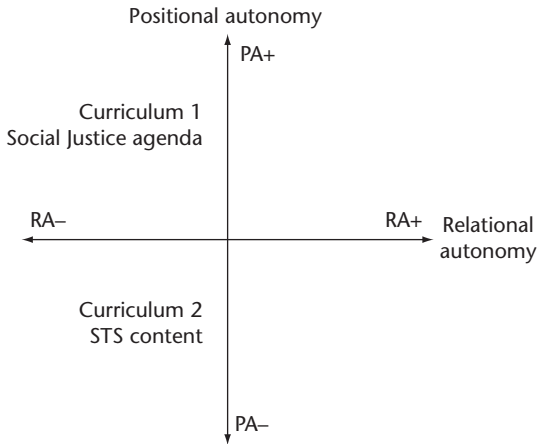 Positional autonomy
PA+
Curriculum 1
Social Justice agenda
RA–
RA+
Relational
autonomy
Curriculum 2
STS content
PA–